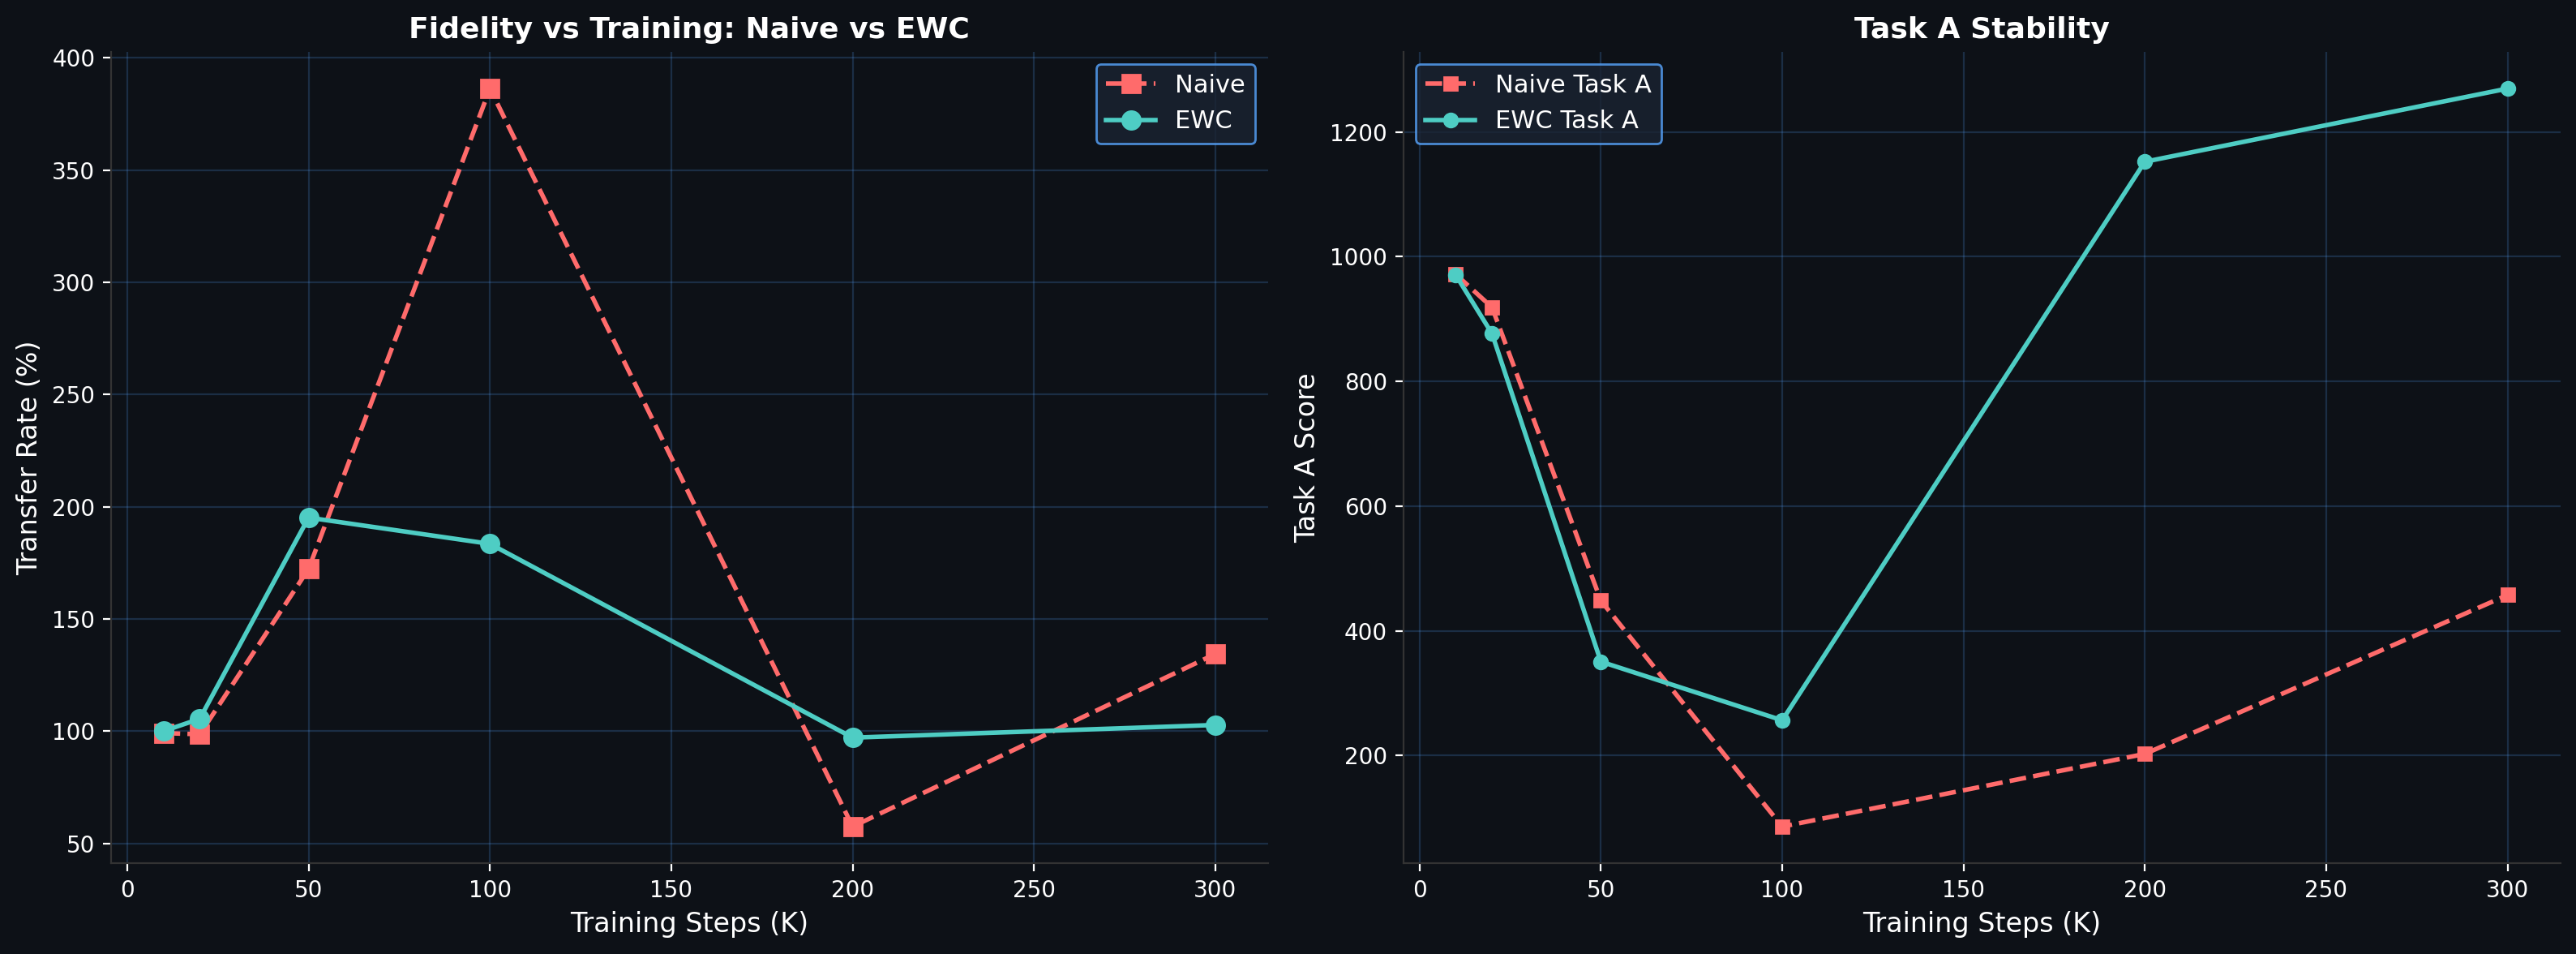 Fidelity vs Training: Naive vs EWC
Transfer Rate (%)
400
350
300
250
200
150
100
50
0
50
100
150
200
250
300
Training Steps (K)
Naive
EWC
Task A Stability
Task A Score
1200
1000
800
600
400
200
0
50
100
150
200
250
300
Training Steps (K)
Naive Task A
EWC Task A